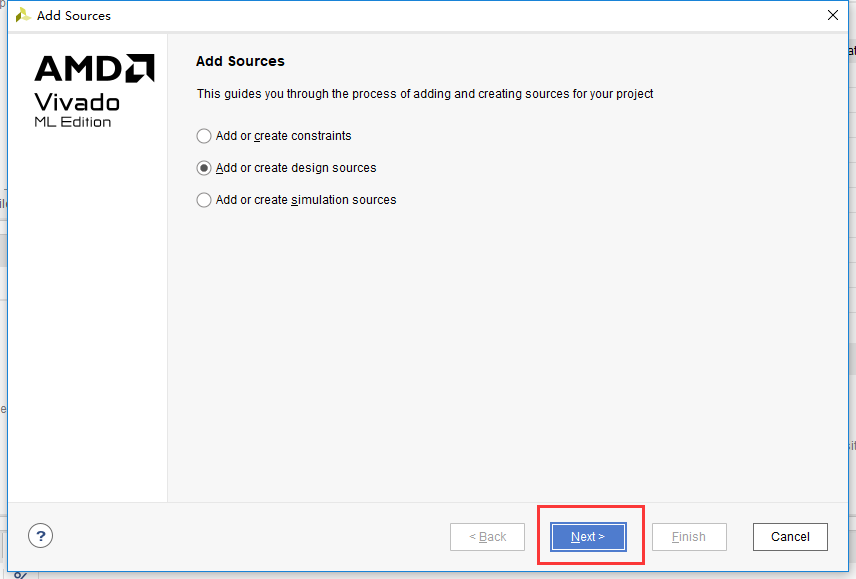 Add Sources
AMD
Vivado
ML Edition
Add Sources
This guides you through the process of adding and creating sources for your project
Add or create constraints
Add or create design sources
Add or create simulation sources
?
< Back
Next >
Finish
Cancel